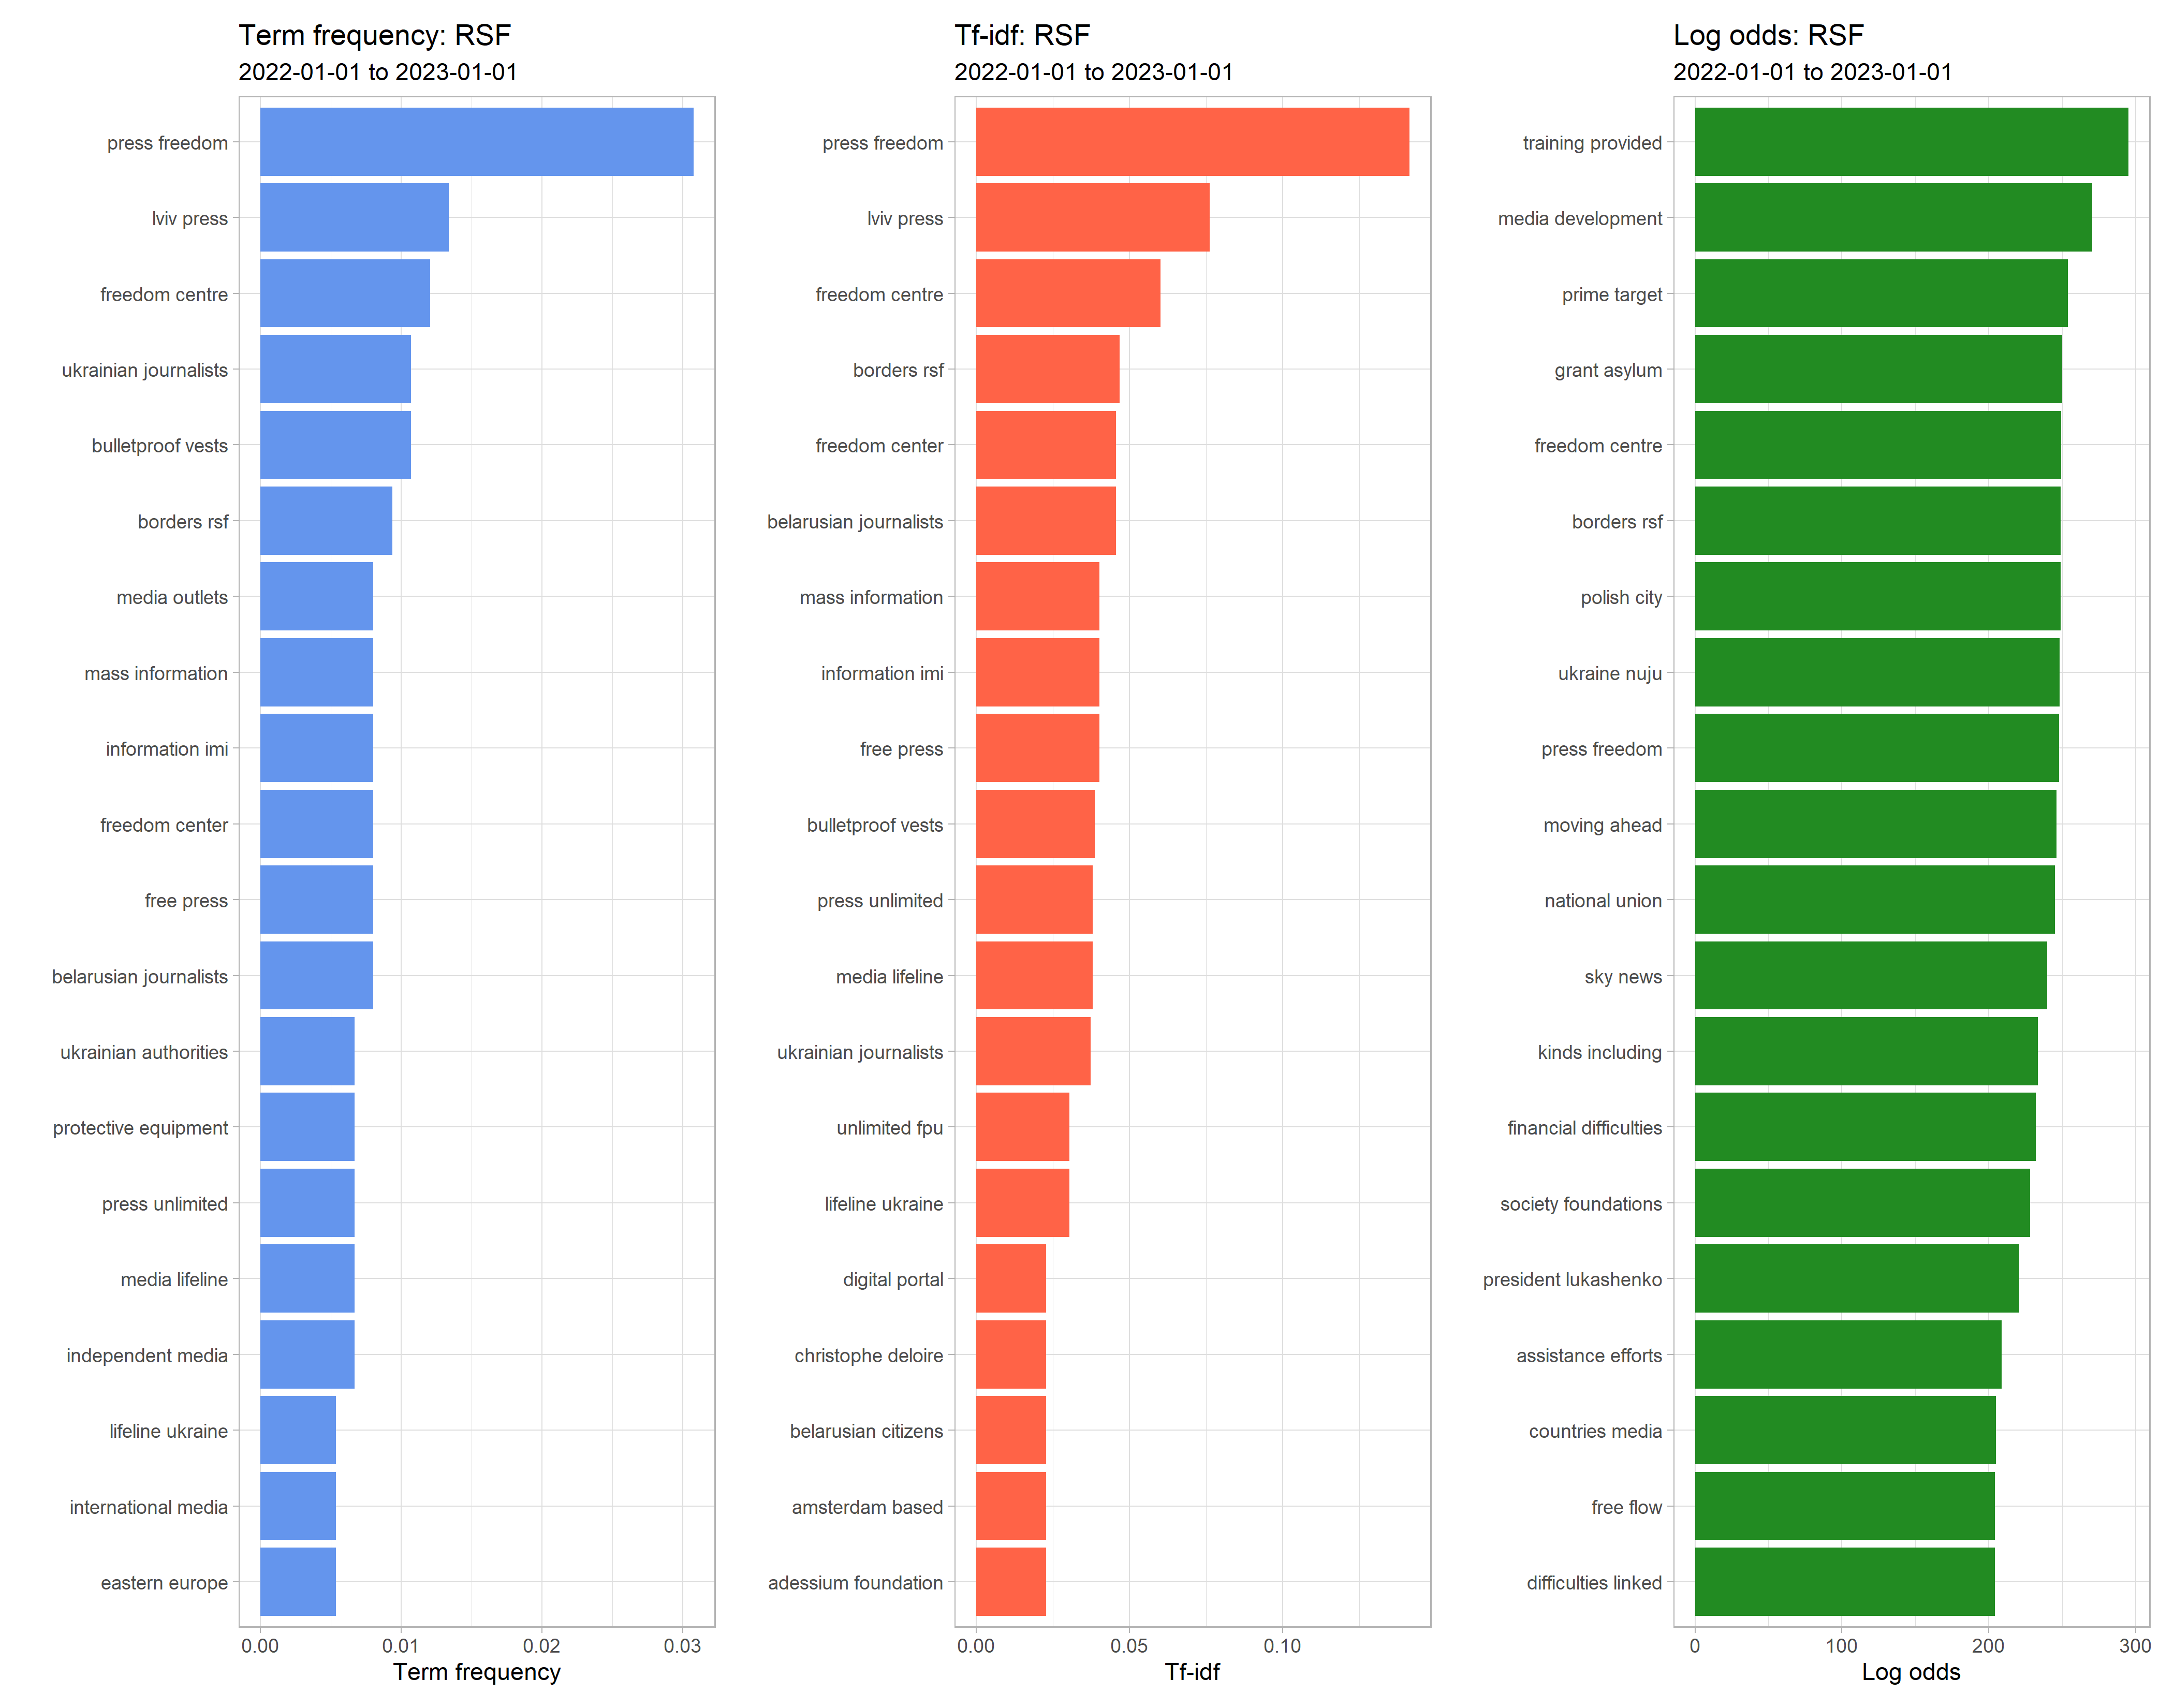 Term frequency: RSF
2022-01-01 to 2023-01-01
press freedom
lviv press
freedom centre
ukrainian journalists
bulletproof vests
borders rsf
media outlets
mass information
information imi
freedom center
free press
belarusian journalists
ukrainian authorities
protective equipment
press unlimited
media lifeline
independent media
lifeline ukraine
international media
eastern europe
0.00 0.01 0.02 0.03
Term frequency
Tf-idf: RSF
2022-01-01 to 2023-01-01
press freedom
lviv press
freedom centre
borders rsf
freedom center
belarusian journalists
mass information
information imi
free press
bulletproof vests
press unlimited
media lifeline
ukrainian journalists
unlimited fpu
lifeline ukraine
digital portal
christophe deloire
belarusian citizens
amsterdam based
adessium foundation
0.00 0.05 0.10
Tf-idf
Log odds: RSF
2022-01-01 to 2023-01-01
training provided
media development
prime target
grant asylum
freedom centre
borders rsf
polish city
ukraine nuju
press freedom
moving ahead
national union
sky news
kinds including
financial difficulties
society foundations
president lukashenko
assistance efforts
countries media
free flow
difficulties linked
0 100 200 300
Log odds